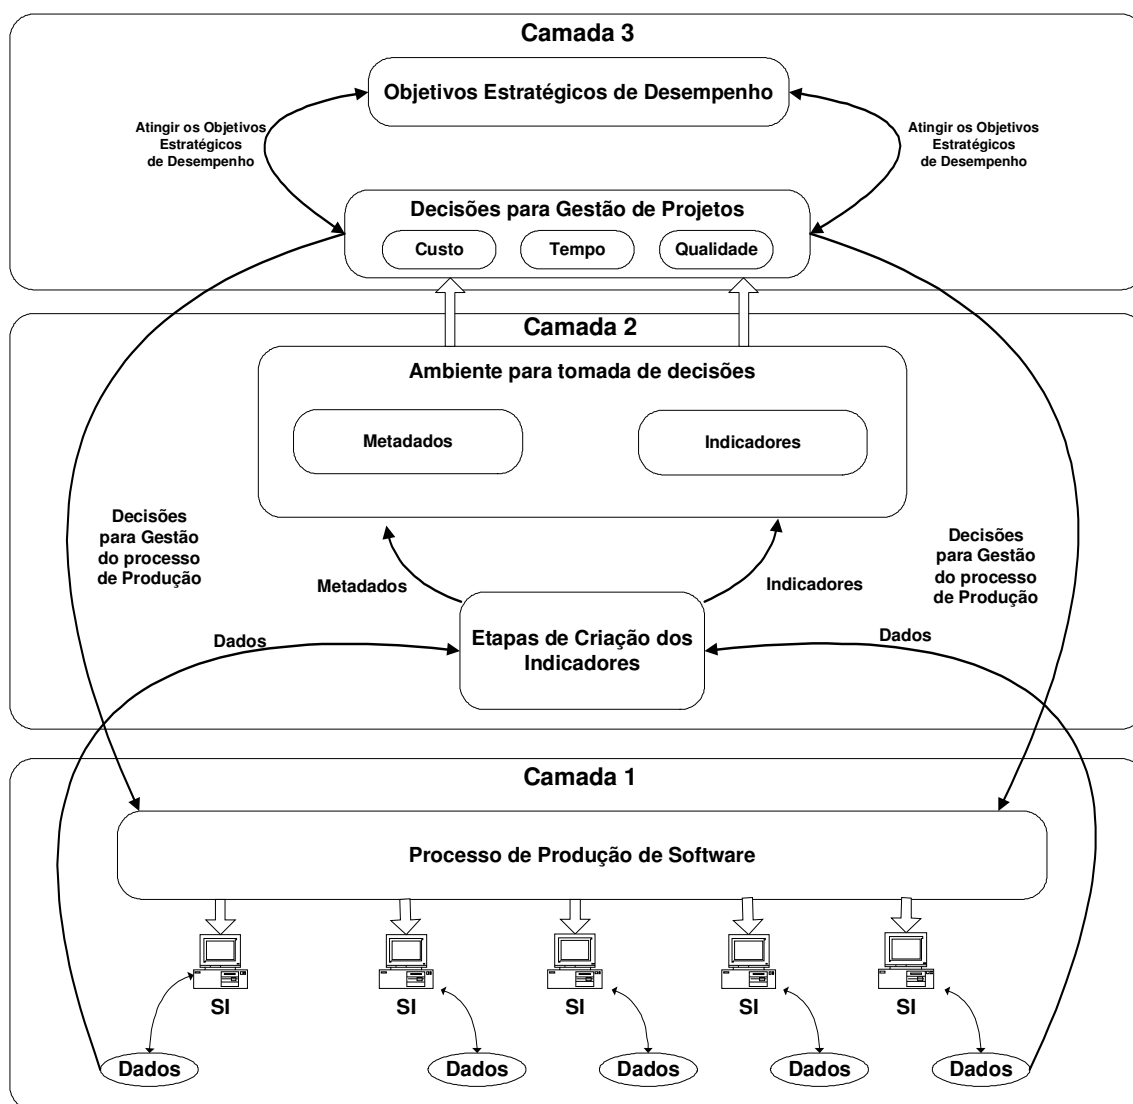 Camada 3
Objetivos Estratégicos de Desempenho
Atingir os Objetivos
Estratégicos
de Desempenho
Atingir os Objetivos
Estratégicos
de Desempenho
Decisões para Gestão de Projetos
Custo
Tempo
Qualidade
Camada 2
Ambiente para tomada de decisões
Metadados
Indicadores
Decisões
para Gestão
do processo
de Produção
Decisões
para Gestão
do processo
de Produção
Metadados
Indicadores
Dados
Etapas de Criação dos
Indicadores
Dados
Camada 1
Processo de Produção de Software
SI
SI
SI
SI
SI
Dados
Dados
Dados
Dados
Dados